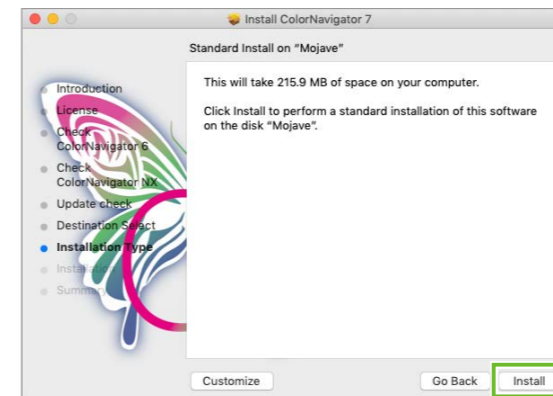 Install ColorNavigator 7
Standard Install on “Mojave”
Introduction
License
Check
ColorNavigator 6
Check
ColorNavigator NX
Update check
Destination Select
Installation Type
Installation
Summary
This will take 215.9 MB of space on your computer.
Click Install to perform a standard installation of this software
on the disk “Mojave”.
Customize
Go Back
Install